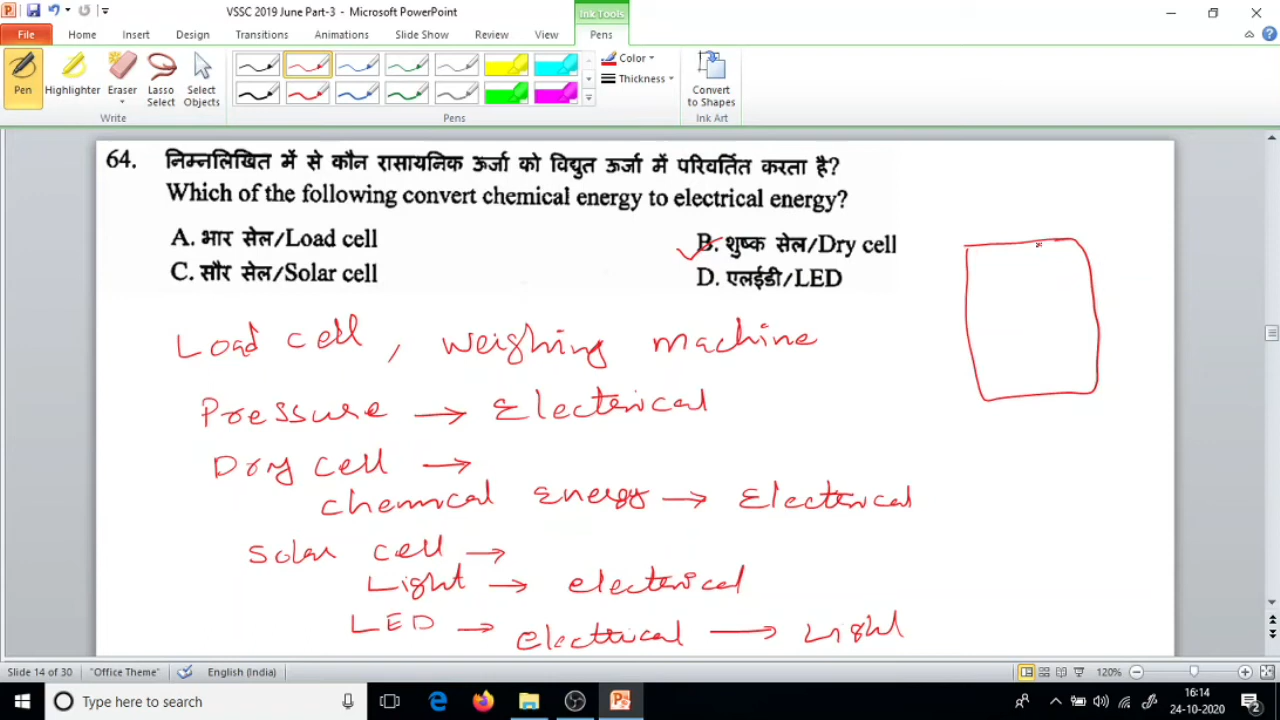 VSSC 2019 June Part-3 - Microsoft PowerPoint
Ink Tools
File Home Insert Design Transitions Animations Slide Show Review View Pens
Pen Highlighter Eraser Lasso Select Select Objects Color Thickness Convert to Shapes
Write Pens Ink Art
64. निम्नलिखित में से कौन रासायनिक ऊर्जा को विद्युत ऊर्जा में परिवर्तित करता है?
Which of the following convert chemical energy to electrical energy?
A. भार सेल/Load cell B. शुष्क सेल/Dry cell
C. सौर सेल/Solar cell D. एलईडी/LED
Load cell, weighing machine
Pressure → Electrical
Dry cell →
chemical Energy → Electrical
Solar cell →
Light → electrical
LED → electrical → Light
Slide 14 of 30 "Office Theme" English (India) 120%
Type here to search
16:14
24-10-2020
2